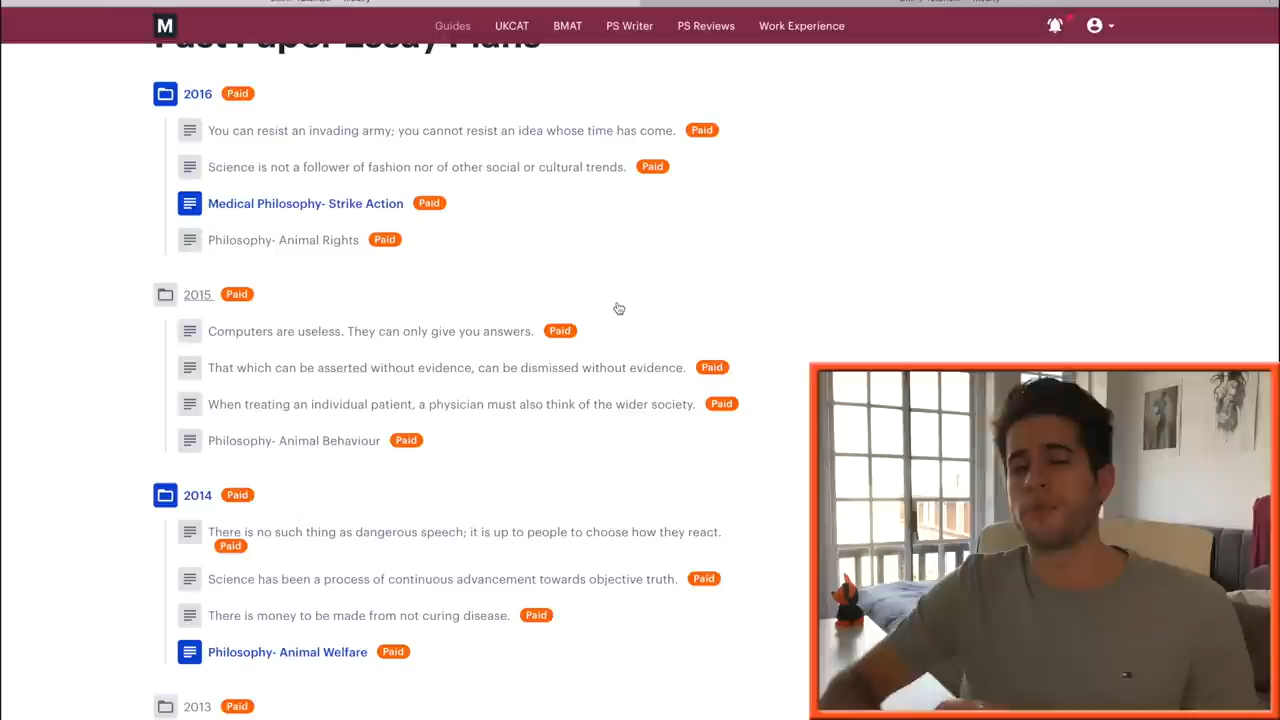 M
Guides
UKCAT
BMAT
PS Writer
PS Reviews
Work Experience
Past Paper Essay Plans
2016 Paid
You can resist an invading army; you cannot resist an idea whose time has come. Paid
Science is not a follower of fashion nor of other social or cultural trends. Paid
Medical Philosophy- Strike Action Paid
Philosophy- Animal Rights Paid
2015 Paid
Computers are useless. They can only give you answers. Paid
That which can be asserted without evidence, can be dismissed without evidence. Paid
When treating an individual patient, a physician must also think of the wider society. Paid
Philosophy- Animal Behaviour Paid
2014 Paid
There is no such thing as dangerous speech; it is up to people to choose how they react.
Paid
Science has been a process of continuous advancement towards objective truth. Paid
There is money to be made from not curing disease. Paid
Philosophy- Animal Welfare Paid
2013 Paid